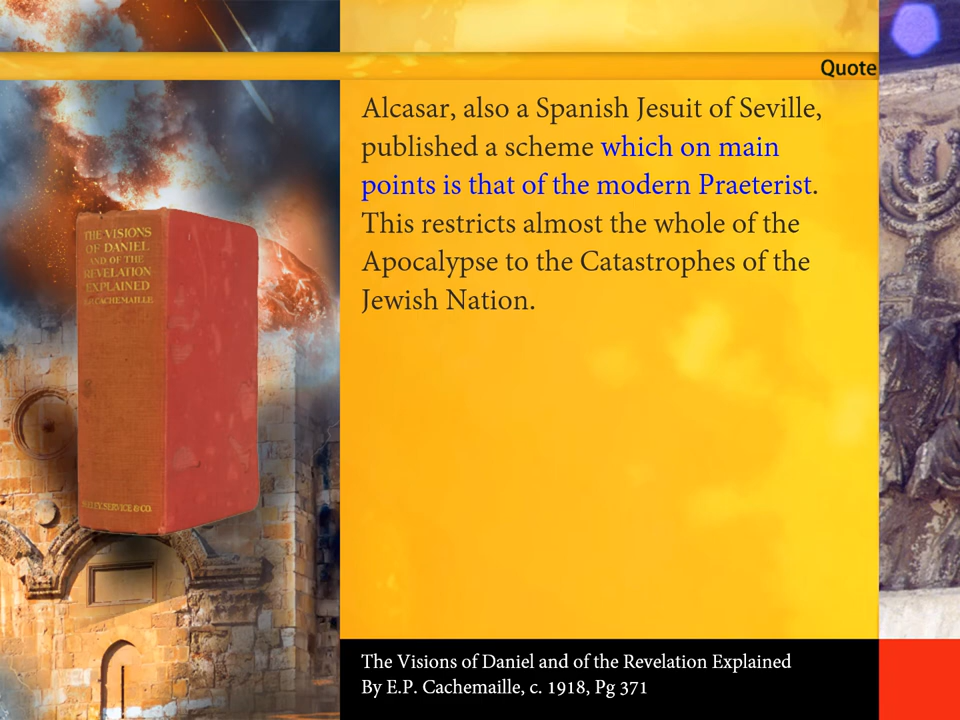 Quote
Alcasar, also a Spanish Jesuit of Seville,
published a scheme which on main
points is that of the modern Praeterist.
This restricts almost the whole of the
Apocalypse to the Catastrophes of the
Jewish Nation.
THE VISIONS
OF DANIEL
AND OF THE
REVELATION
EXPLAINED
CACHEMAILLE
SERVICE & CO.
The Visions of Daniel and of the Revelation Explained
By E.P. Cachemaille, c. 1918, Pg 371